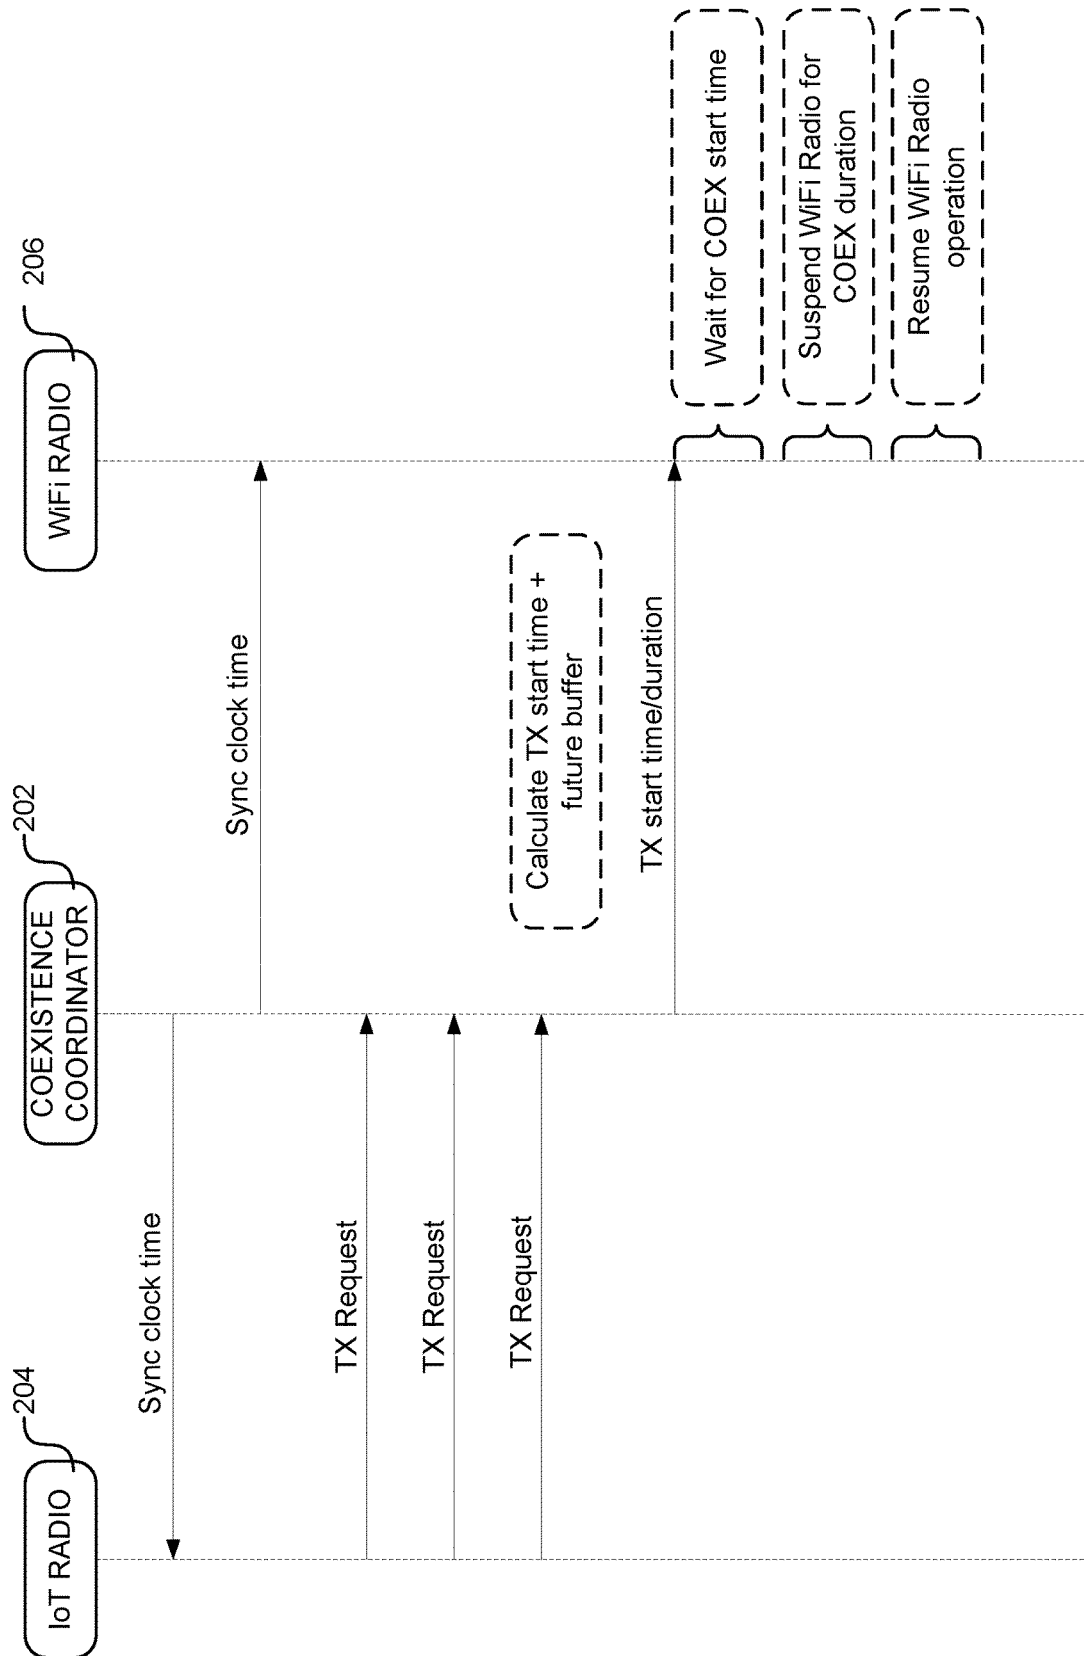 IoT RADIO
204
COEXISTENCE
COORDINATOR
202
WiFi RADIO
206
Sync clock time
Sync clock time
TX Request
TX Request
TX Request
Calculate TX start time +
future buffer
TX start time/duration
Wait for COEX start time
Suspend WiFi Radio for
COEX duration
Resume WiFi Radio
operation